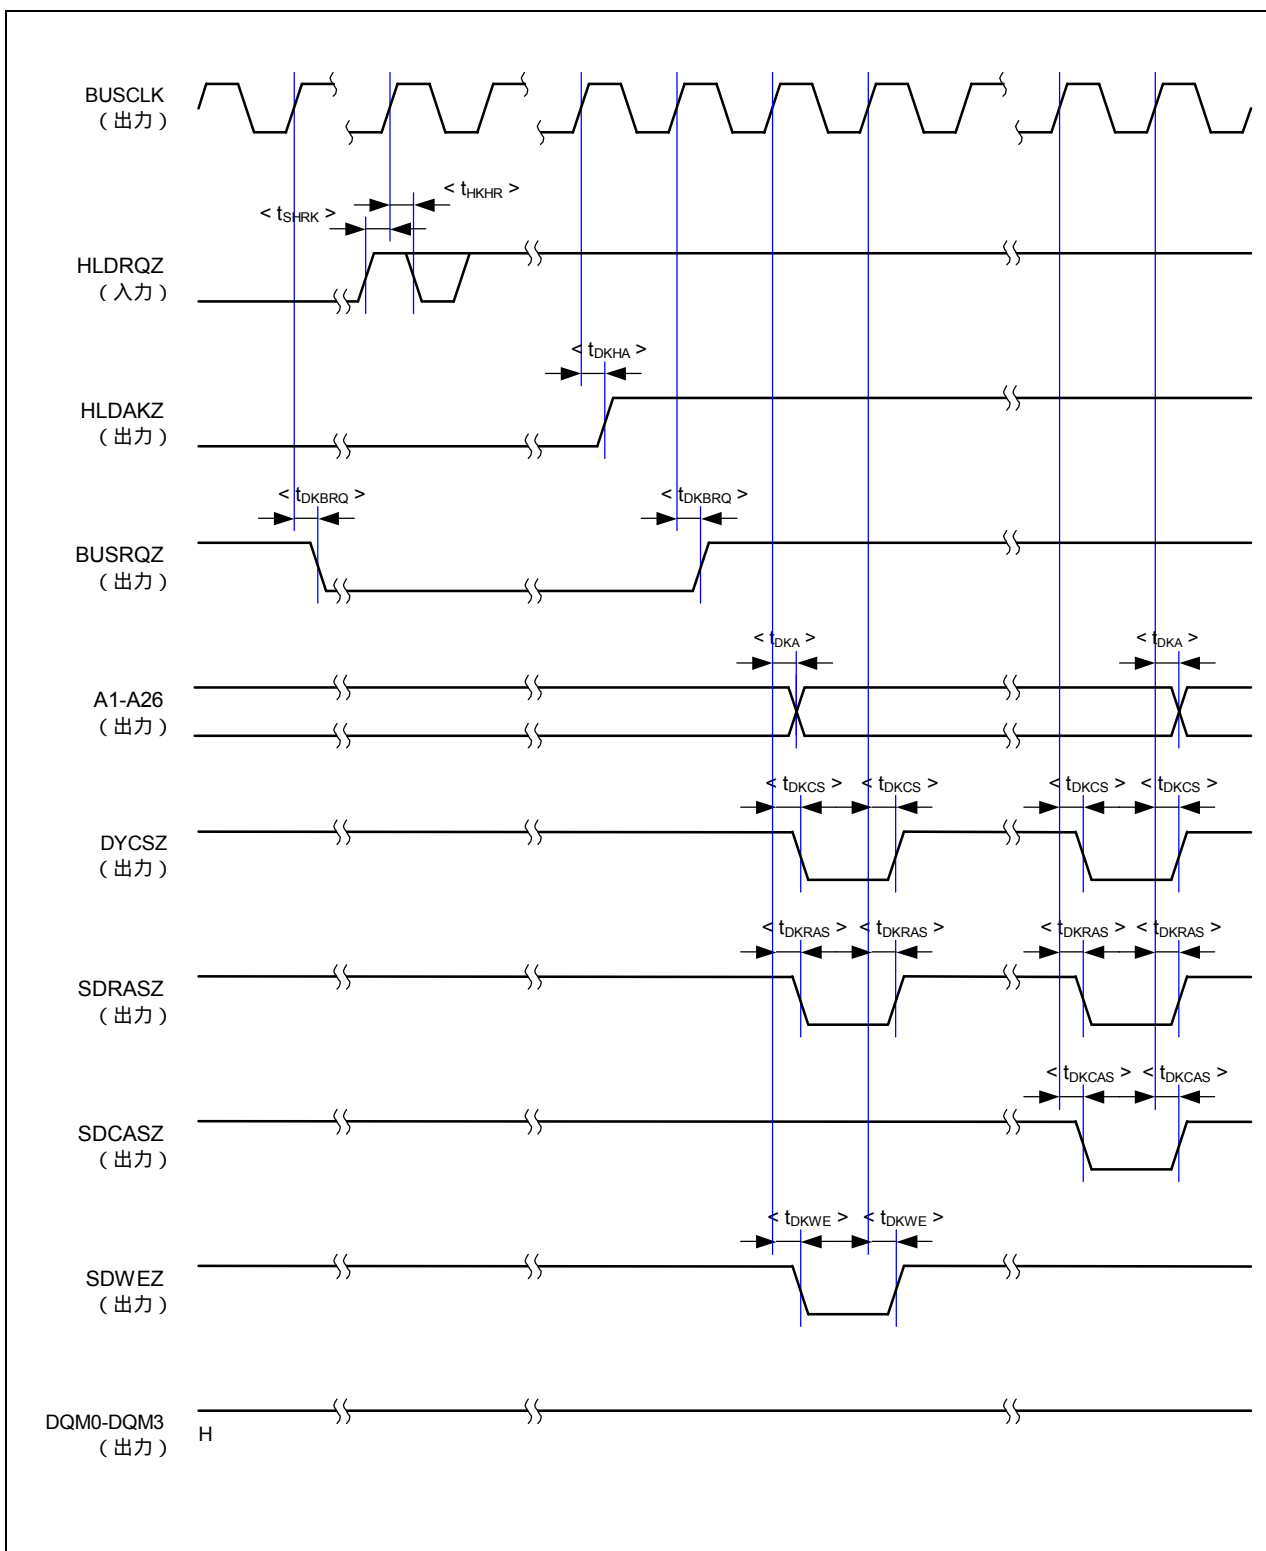 BUSCLK
（出力）
< tHKHR >
< tSHRK >
HLDRQZ
（入力）
< tDKHA >
HLDAKZ
（出力）
< tDKBRQ > < tDKBRQ >
BUSRQZ
（出力）
< tDKA > < tDKA >
A1-A26
（出力）
< tDKCS > < tDKCS > < tDKCS > < tDKCS >
DYCSZ
（出力）
< tDKRAS > < tDKRAS > < tDKRAS > < tDKRAS >
SDRASZ
（出力）
< tDKCAS > < tDKCAS >
SDCASZ
（出力）
< tDKWE > < tDKWE >
SDWEZ
（出力）
DQM0-DQM3
（出力）
H